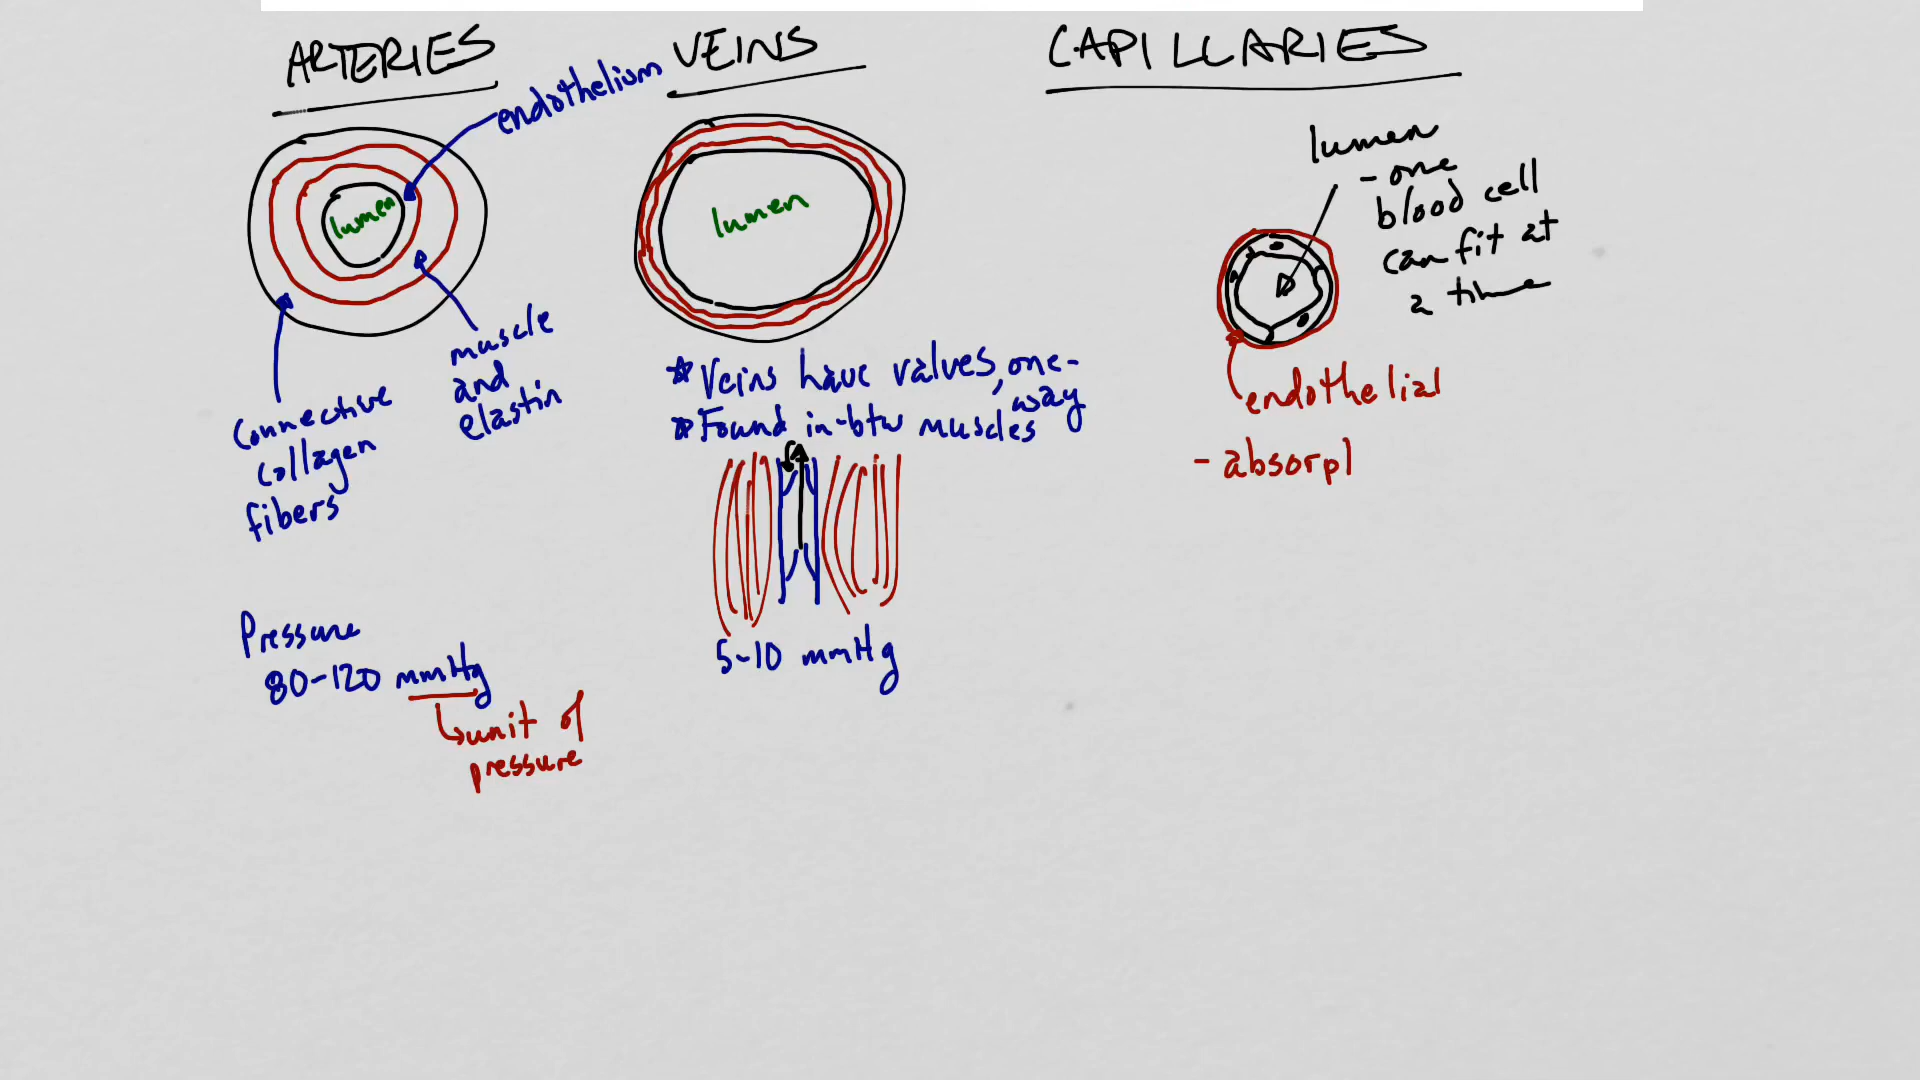 ARTERIES
endothelium
lumen
muscle
and
elastin
connective
collagen
fibers
Pressure
80-120 mmHg
unit of
pressure
VEINS
lumen
*Veins have valves, one-
way
*Found in-btw muscles
5-10 mmHg
CAPILLARIES
lumen
- one
blood cell
can fit at
a time
endothelial
- absorpl